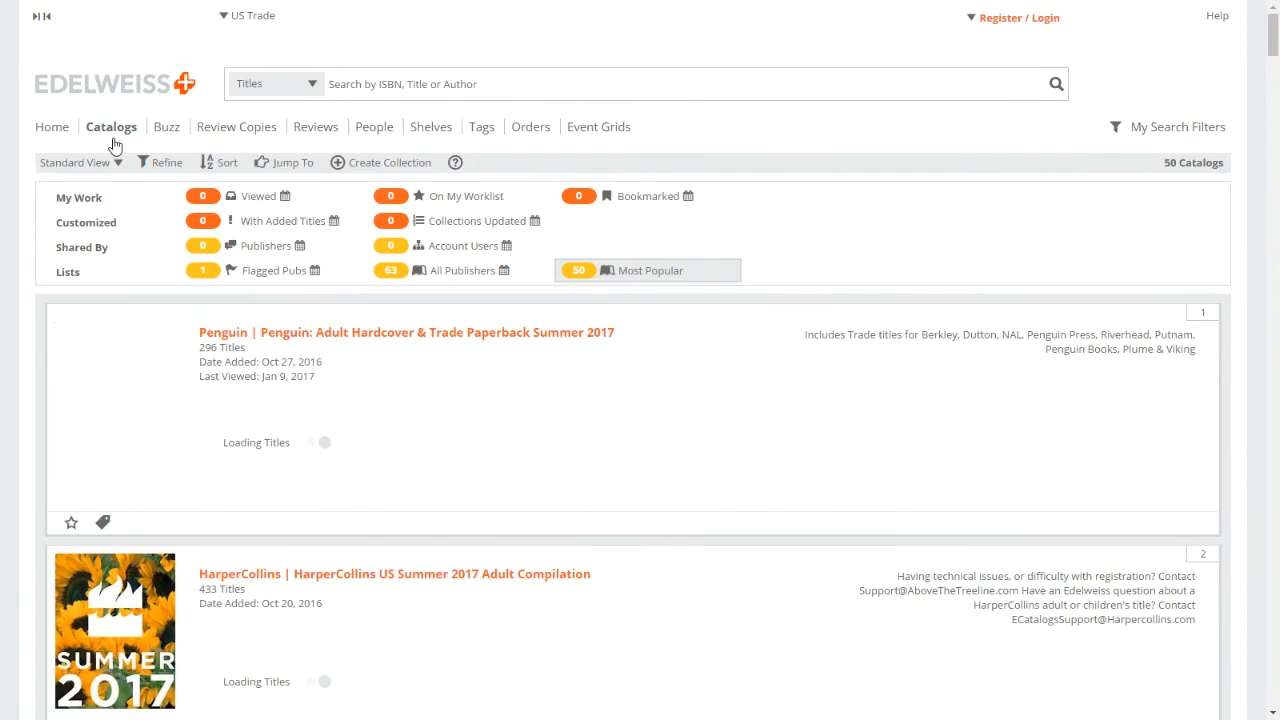 US Trade
Register / Login
Help
EDELWEISS
Titles
Search by ISBN, Title or Author
Home
Catalogs
Buzz
Review Copies
Reviews
People
Shelves
Tags
Orders
Event Grids
My Search Filters
Standard View
Refine
Sort
Jump To
Create Collection
50 Catalogs
My Work
0
Viewed
0
On My Worklist
0
Bookmarked
Customized
0
With Added Titles
0
Collections Updated
Shared By
0
Publishers
0
Account Users
Lists
1
Flagged Pubs
63
All Publishers
50
Most Popular
1
Penguin | Penguin: Adult Hardcover & Trade Paperback Summer 2017
296 Titles
Date Added: Oct 27, 2016
Last Viewed: Jan 9, 2017
Includes Trade titles for Berkley, Dutton, NAL, Penguin Press, Riverhead, Putnam,
Penguin Books, Plume & Viking
Loading Titles
2
HarperCollins | HarperCollins US Summer 2017 Adult Compilation
433 Titles
Date Added: Oct 20, 2016
Having technical issues, or difficulty with registration? Contact
Support@AboveTheTreeline.com Have an Edelweiss question about a
HarperCollins adult or children's title? Contact
ECatalogsSupport@Harpercollins.com
Loading Titles
SUMMER
2017